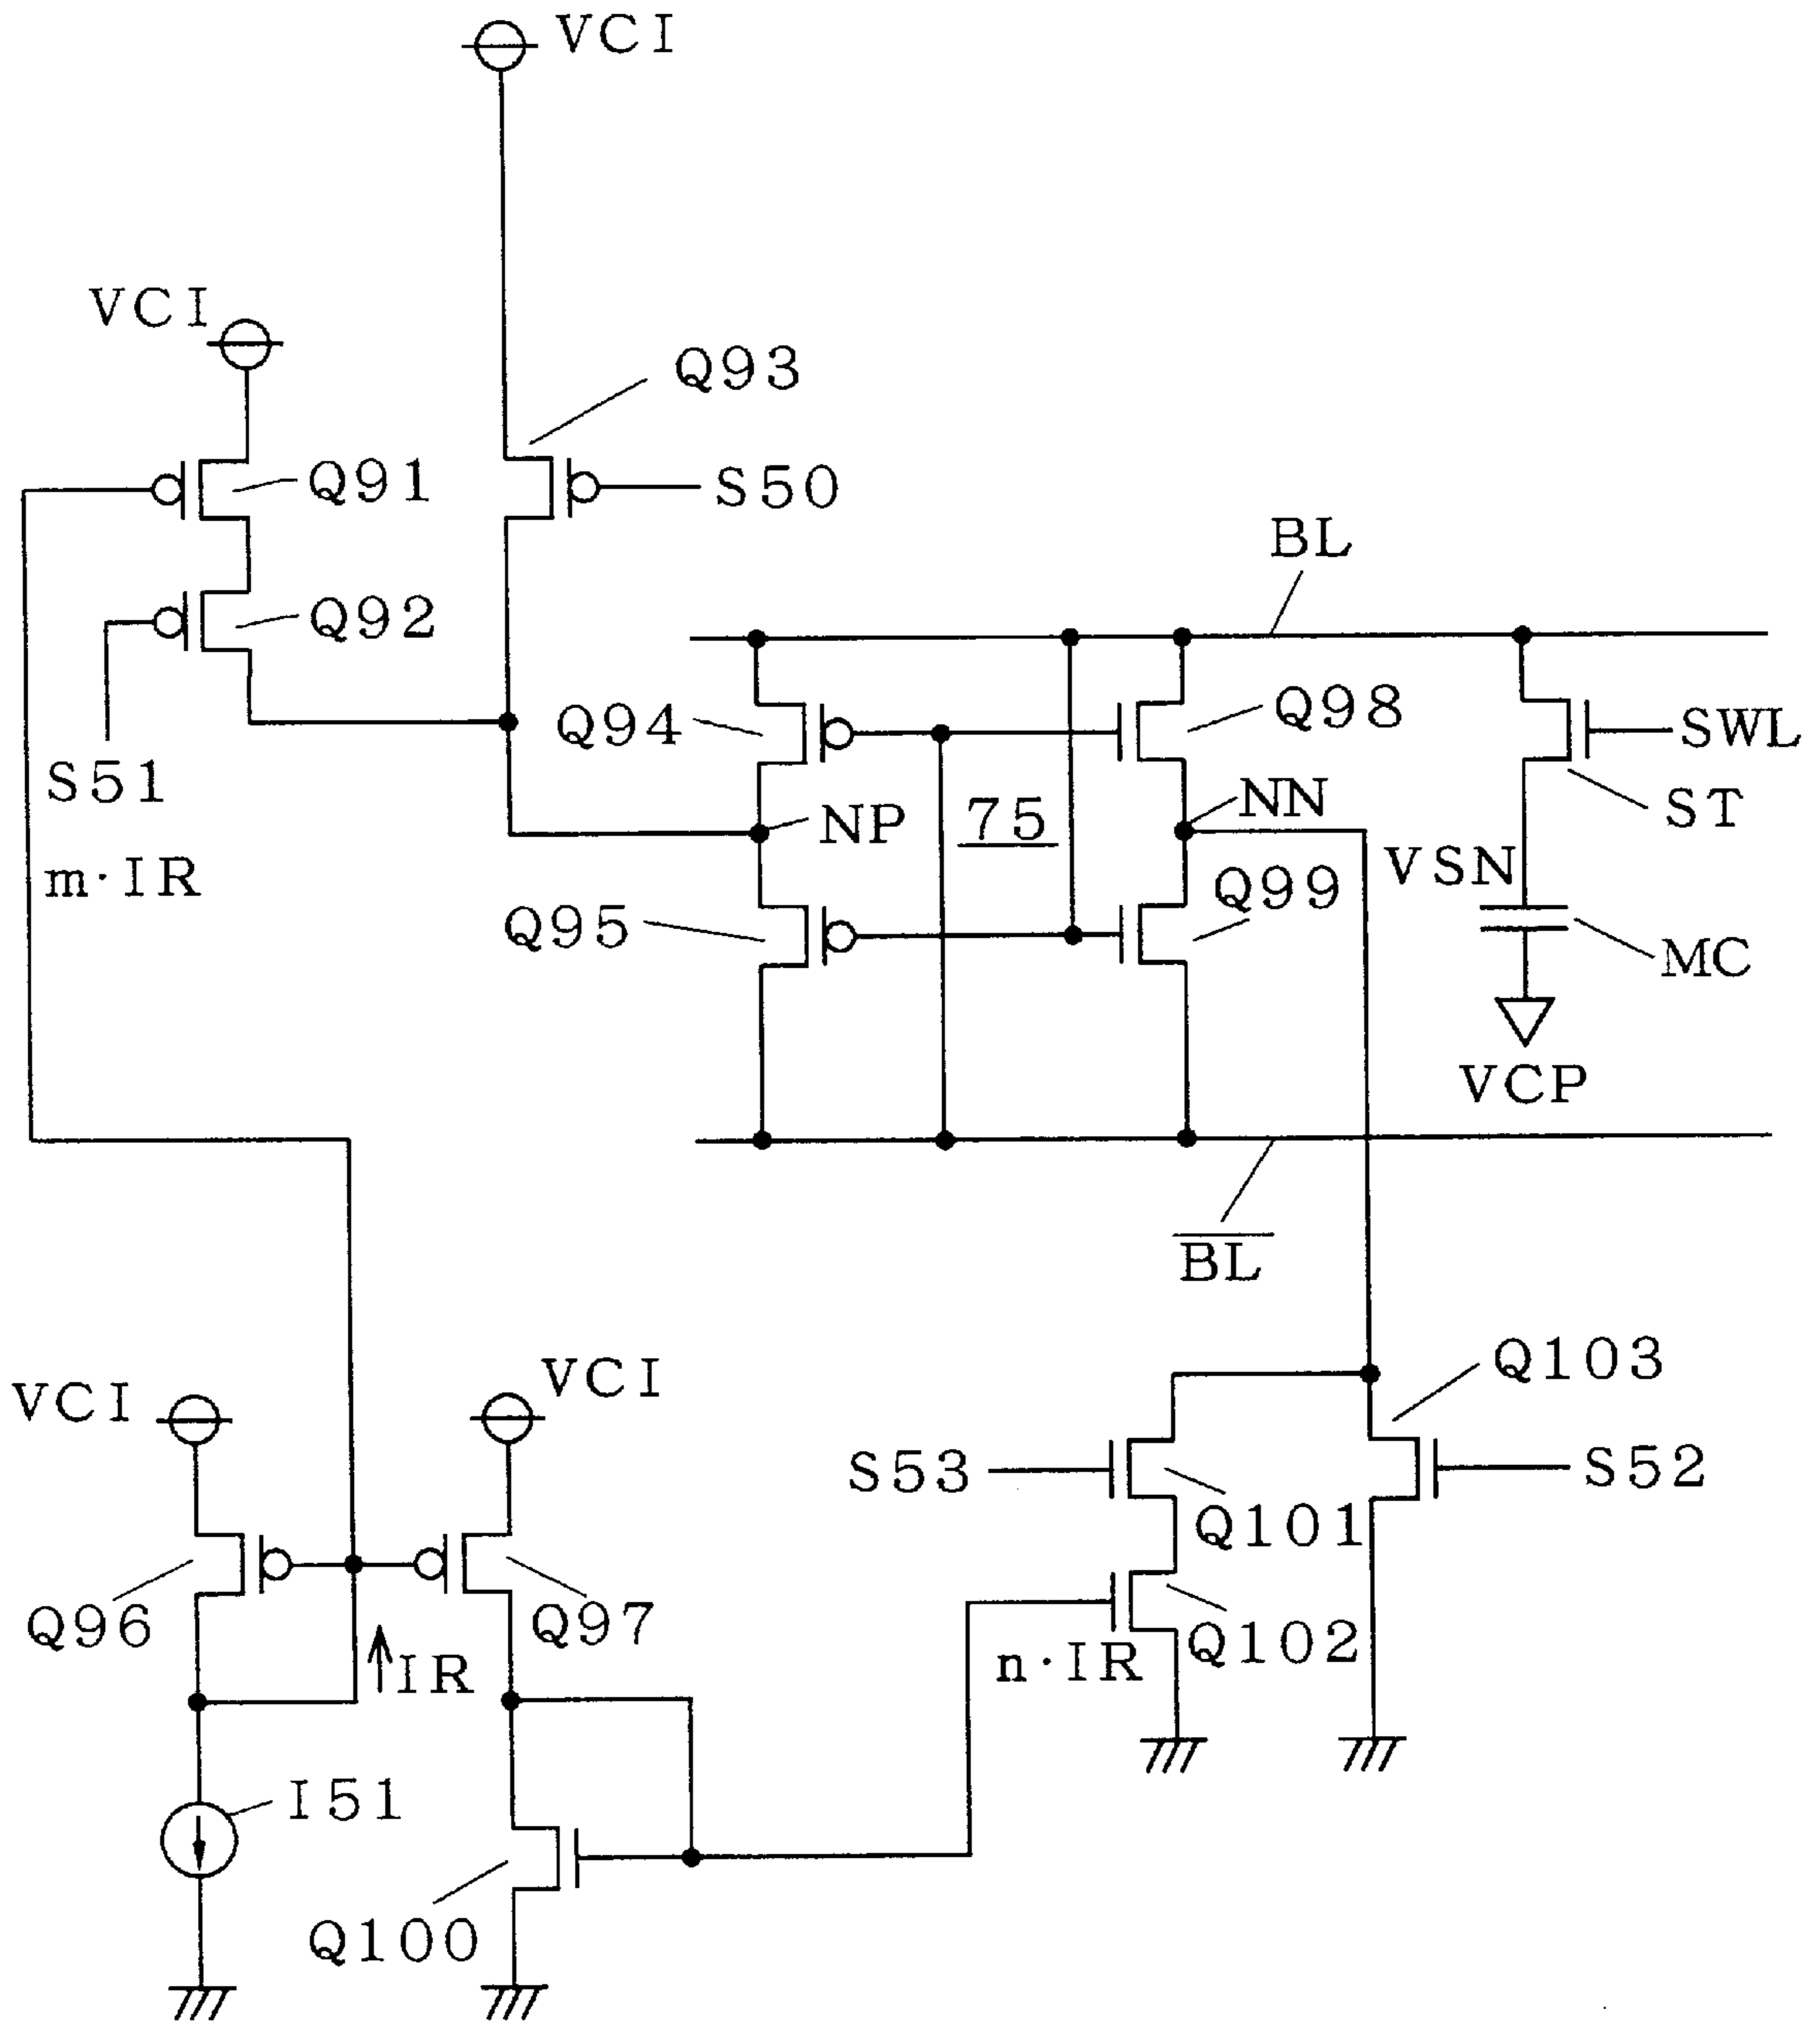 VCI
VCI
Q93
Q91
S50
BL
Q92
Q94
Q98
SWL
S51
NP
75
NN
ST
m·IR
VSN
Q95
Q99
MC
VCP
BL
Q103
VCI
VCI
S53
S52
Q101
Q96
Q97
n·IR
Q102
IR
I51
Q100